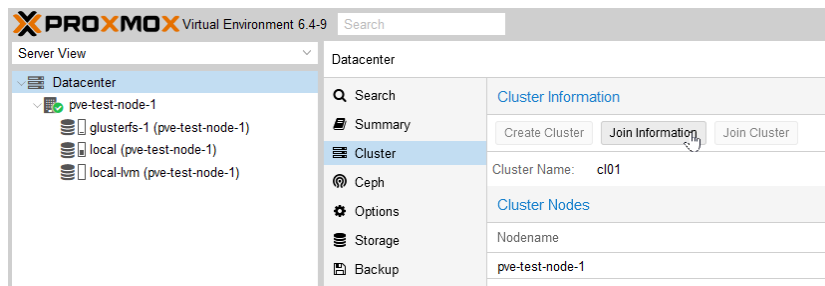 PROXMOX Virtual Environment 6.4-9 Search
Server View
Datacenter
pve-test-node-1
glusterfs-1 (pve-test-node-1)
local (pve-test-node-1)
local-lvm (pve-test-node-1)
Datacenter
Search
Summary
Cluster
Ceph
Options
Storage
Backup
Cluster Information
Create Cluster Join Information Join Cluster
Cluster Name: cl01
Cluster Nodes
Nodename
pve-test-node-1